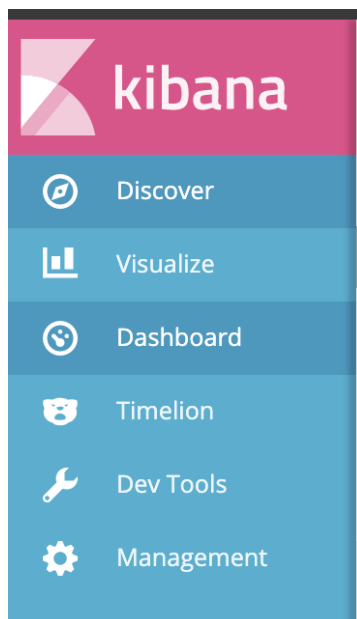 kibana
Discover
Visualize
Dashboard
Timelion
Dev Tools
Management